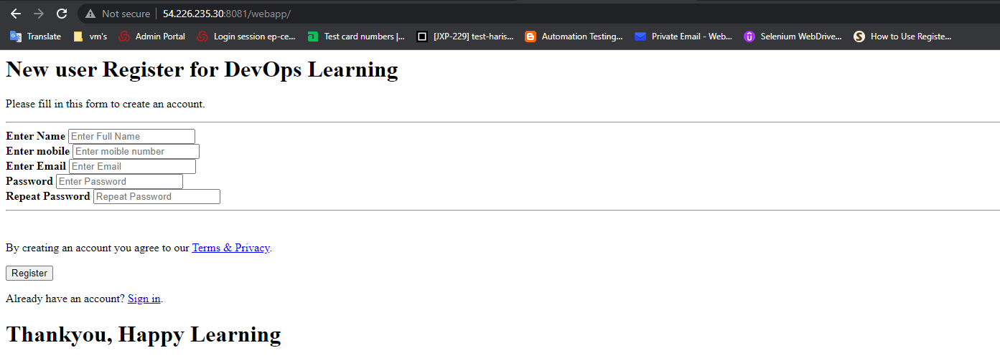 Not secure 54.226.235.30:8081/webapp/
Translate vm's Admin Portal Login session ep-ce... Test card numbers |... [JXP-229] test-haris... Automation Testing... Private Email - Web... Selenium WebDrive... How to Use Registe...
New user Register for DevOps Learning
Please fill in this form to create an account.
Enter Name Enter Full Name
Enter mobile Enter moible number
Enter Email Enter Email
Password Enter Password
Repeat Password Repeat Password
By creating an account you agree to our Terms & Privacy.
Register
Already have an account? Sign in.
Thankyou, Happy Learning